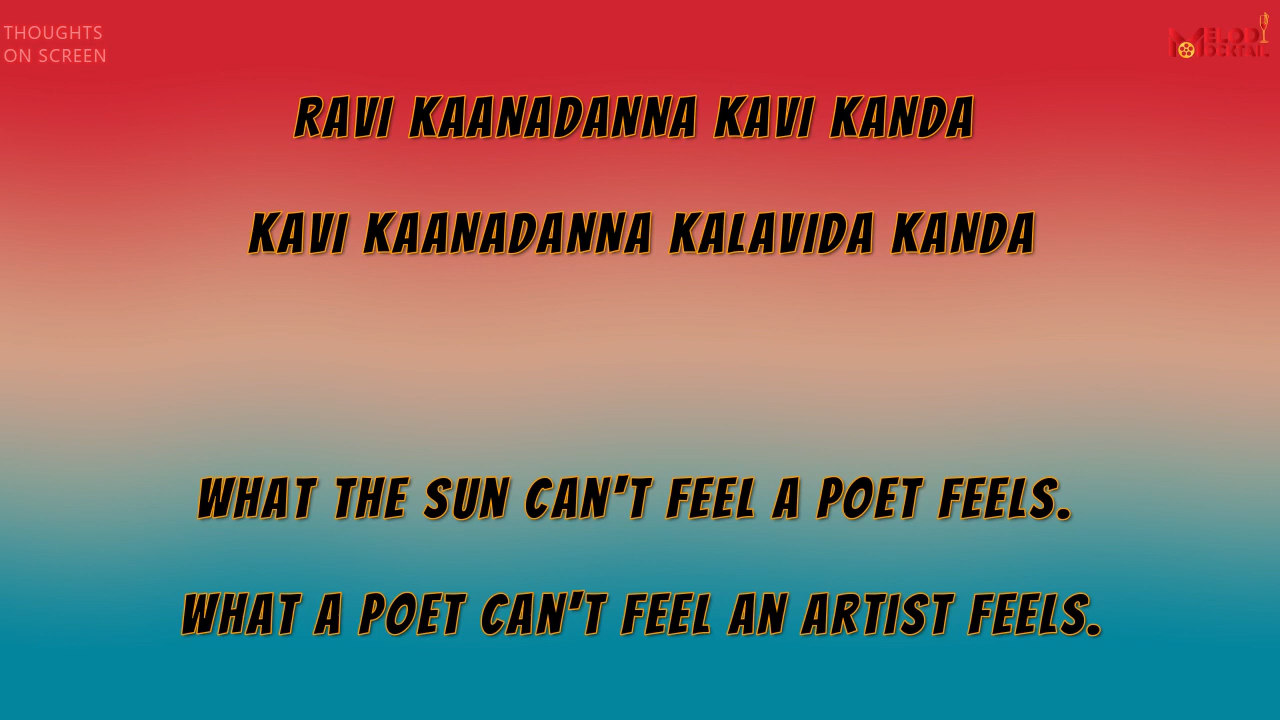 THOUGHTS
ON SCREEN
MELODY
RAVI KAANADANNA KAVI KANDA
KAVI KAANADANNA KALAVIDA KANDA
WHAT THE SUN CAN'T FEEL A POET FEELS.
WHAT A POET CAN'T FEEL AN ARTIST FEELS.